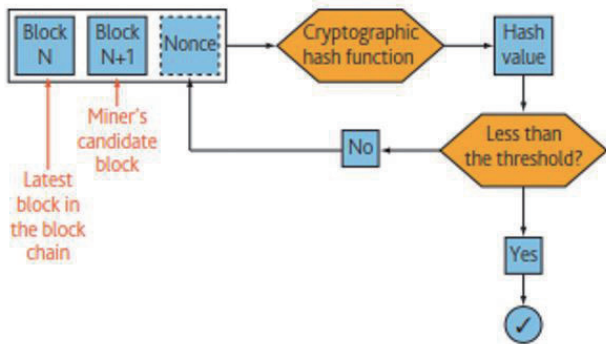 Block
N
Block
N+1
Nonce
Cryptographic
hash function
Hash
value
Miner's
candidate
block
Latest
block in
the block
chain
No
Less than
the threshold?
Yes
✓